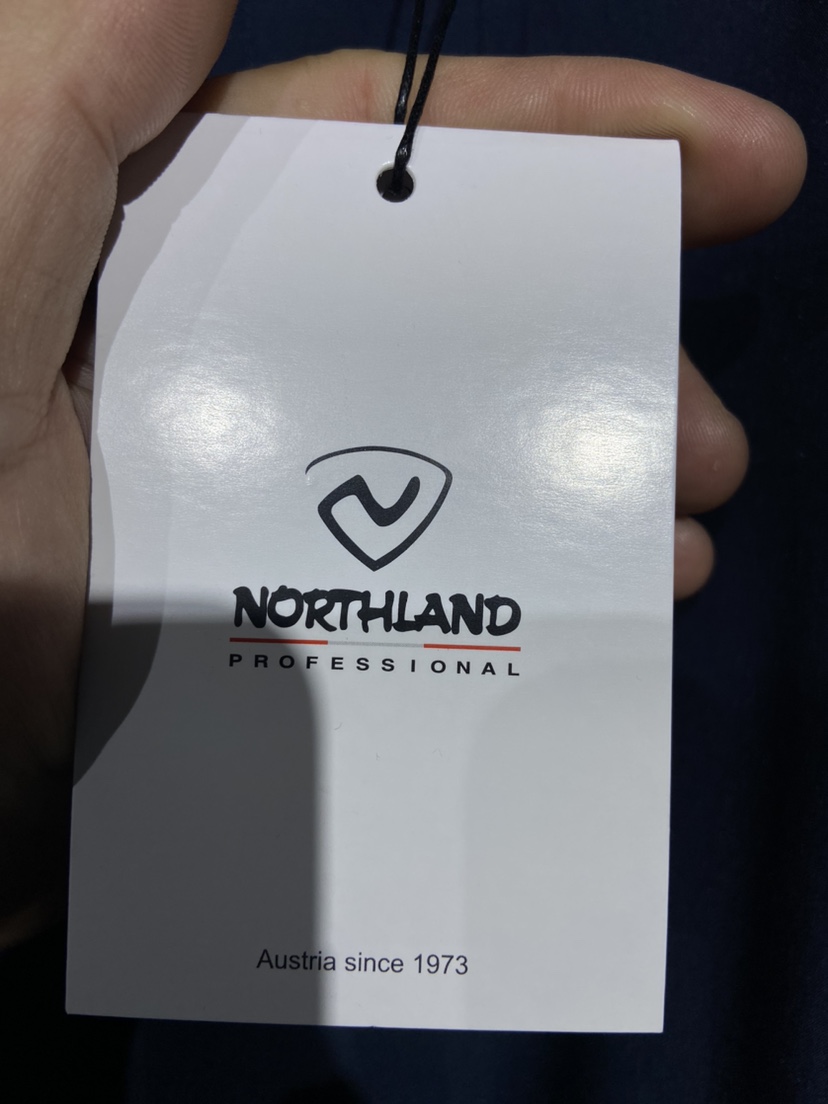 NORTHLAND
PROFESSIONAL
Austria since 1973